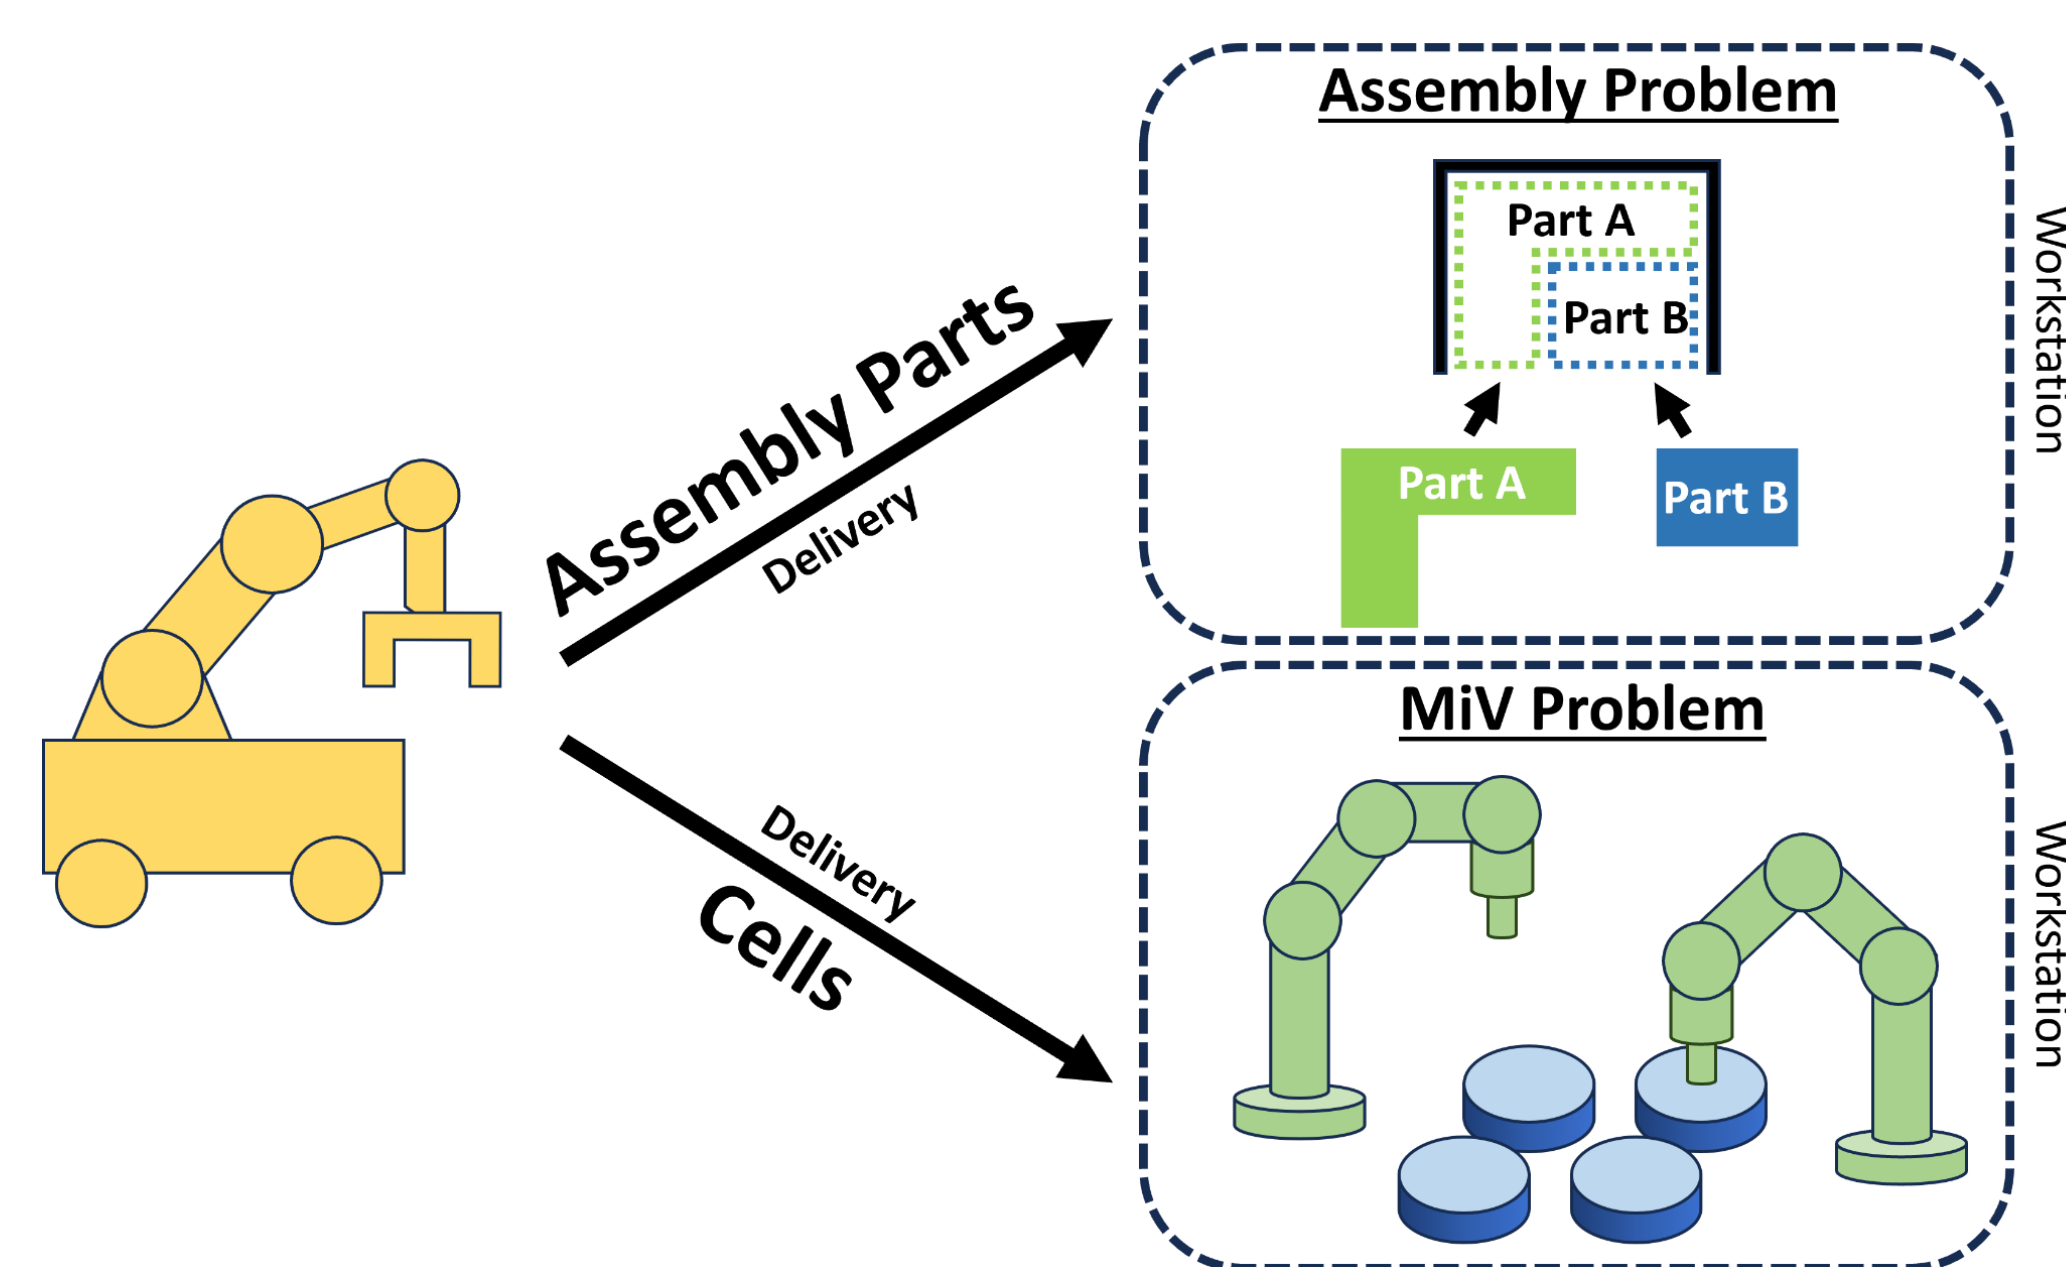 Assembly Problem
Part A
Part B
Part A
Part B
Workstation
Assembly Parts
Delivery
MiV Problem
Workstation
Delivery
Cells